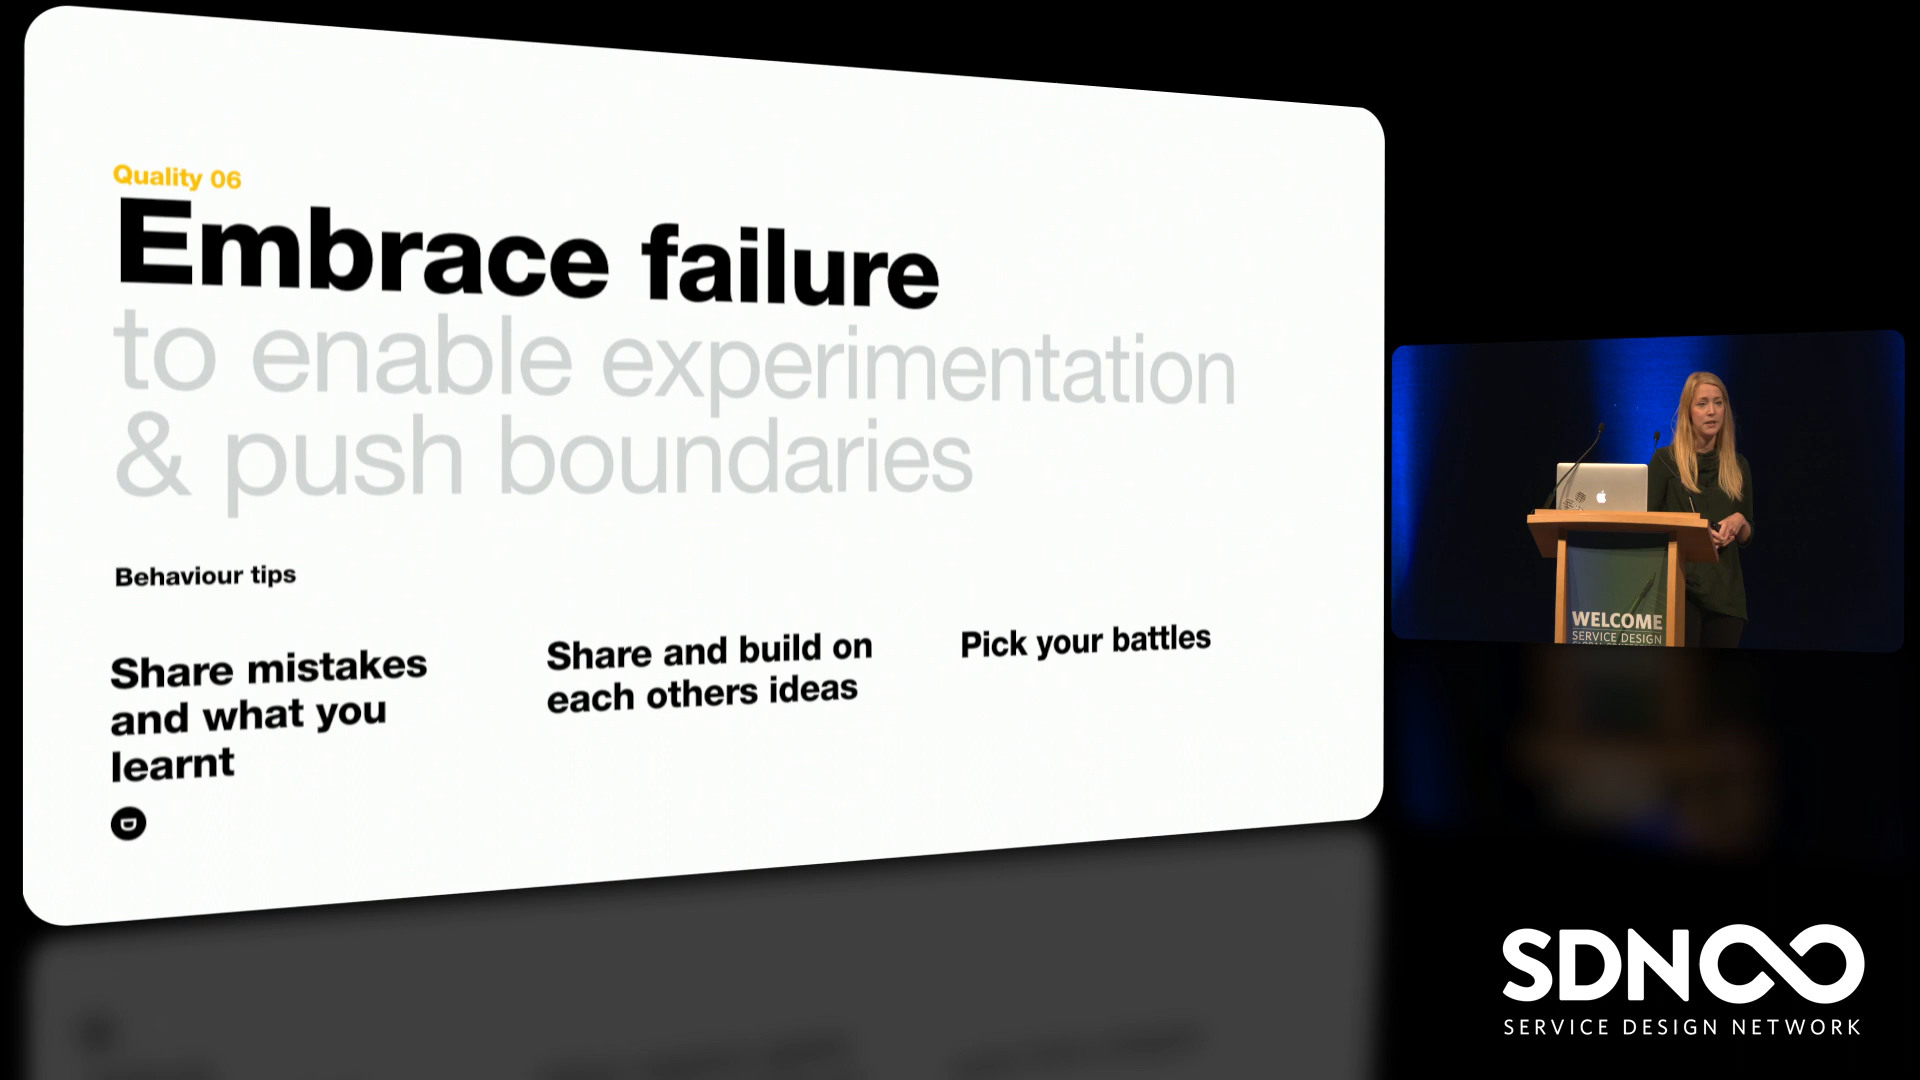 Quality 06
Embrace failure
to enable experimentation
& push boundaries
Behaviour tips
Share mistakes
and what you
learnt
Share and build on
each others ideas
Pick your battles
D
WELCOME
SERVICE DESIGN
SDN
SERVICE DESIGN NETWORK